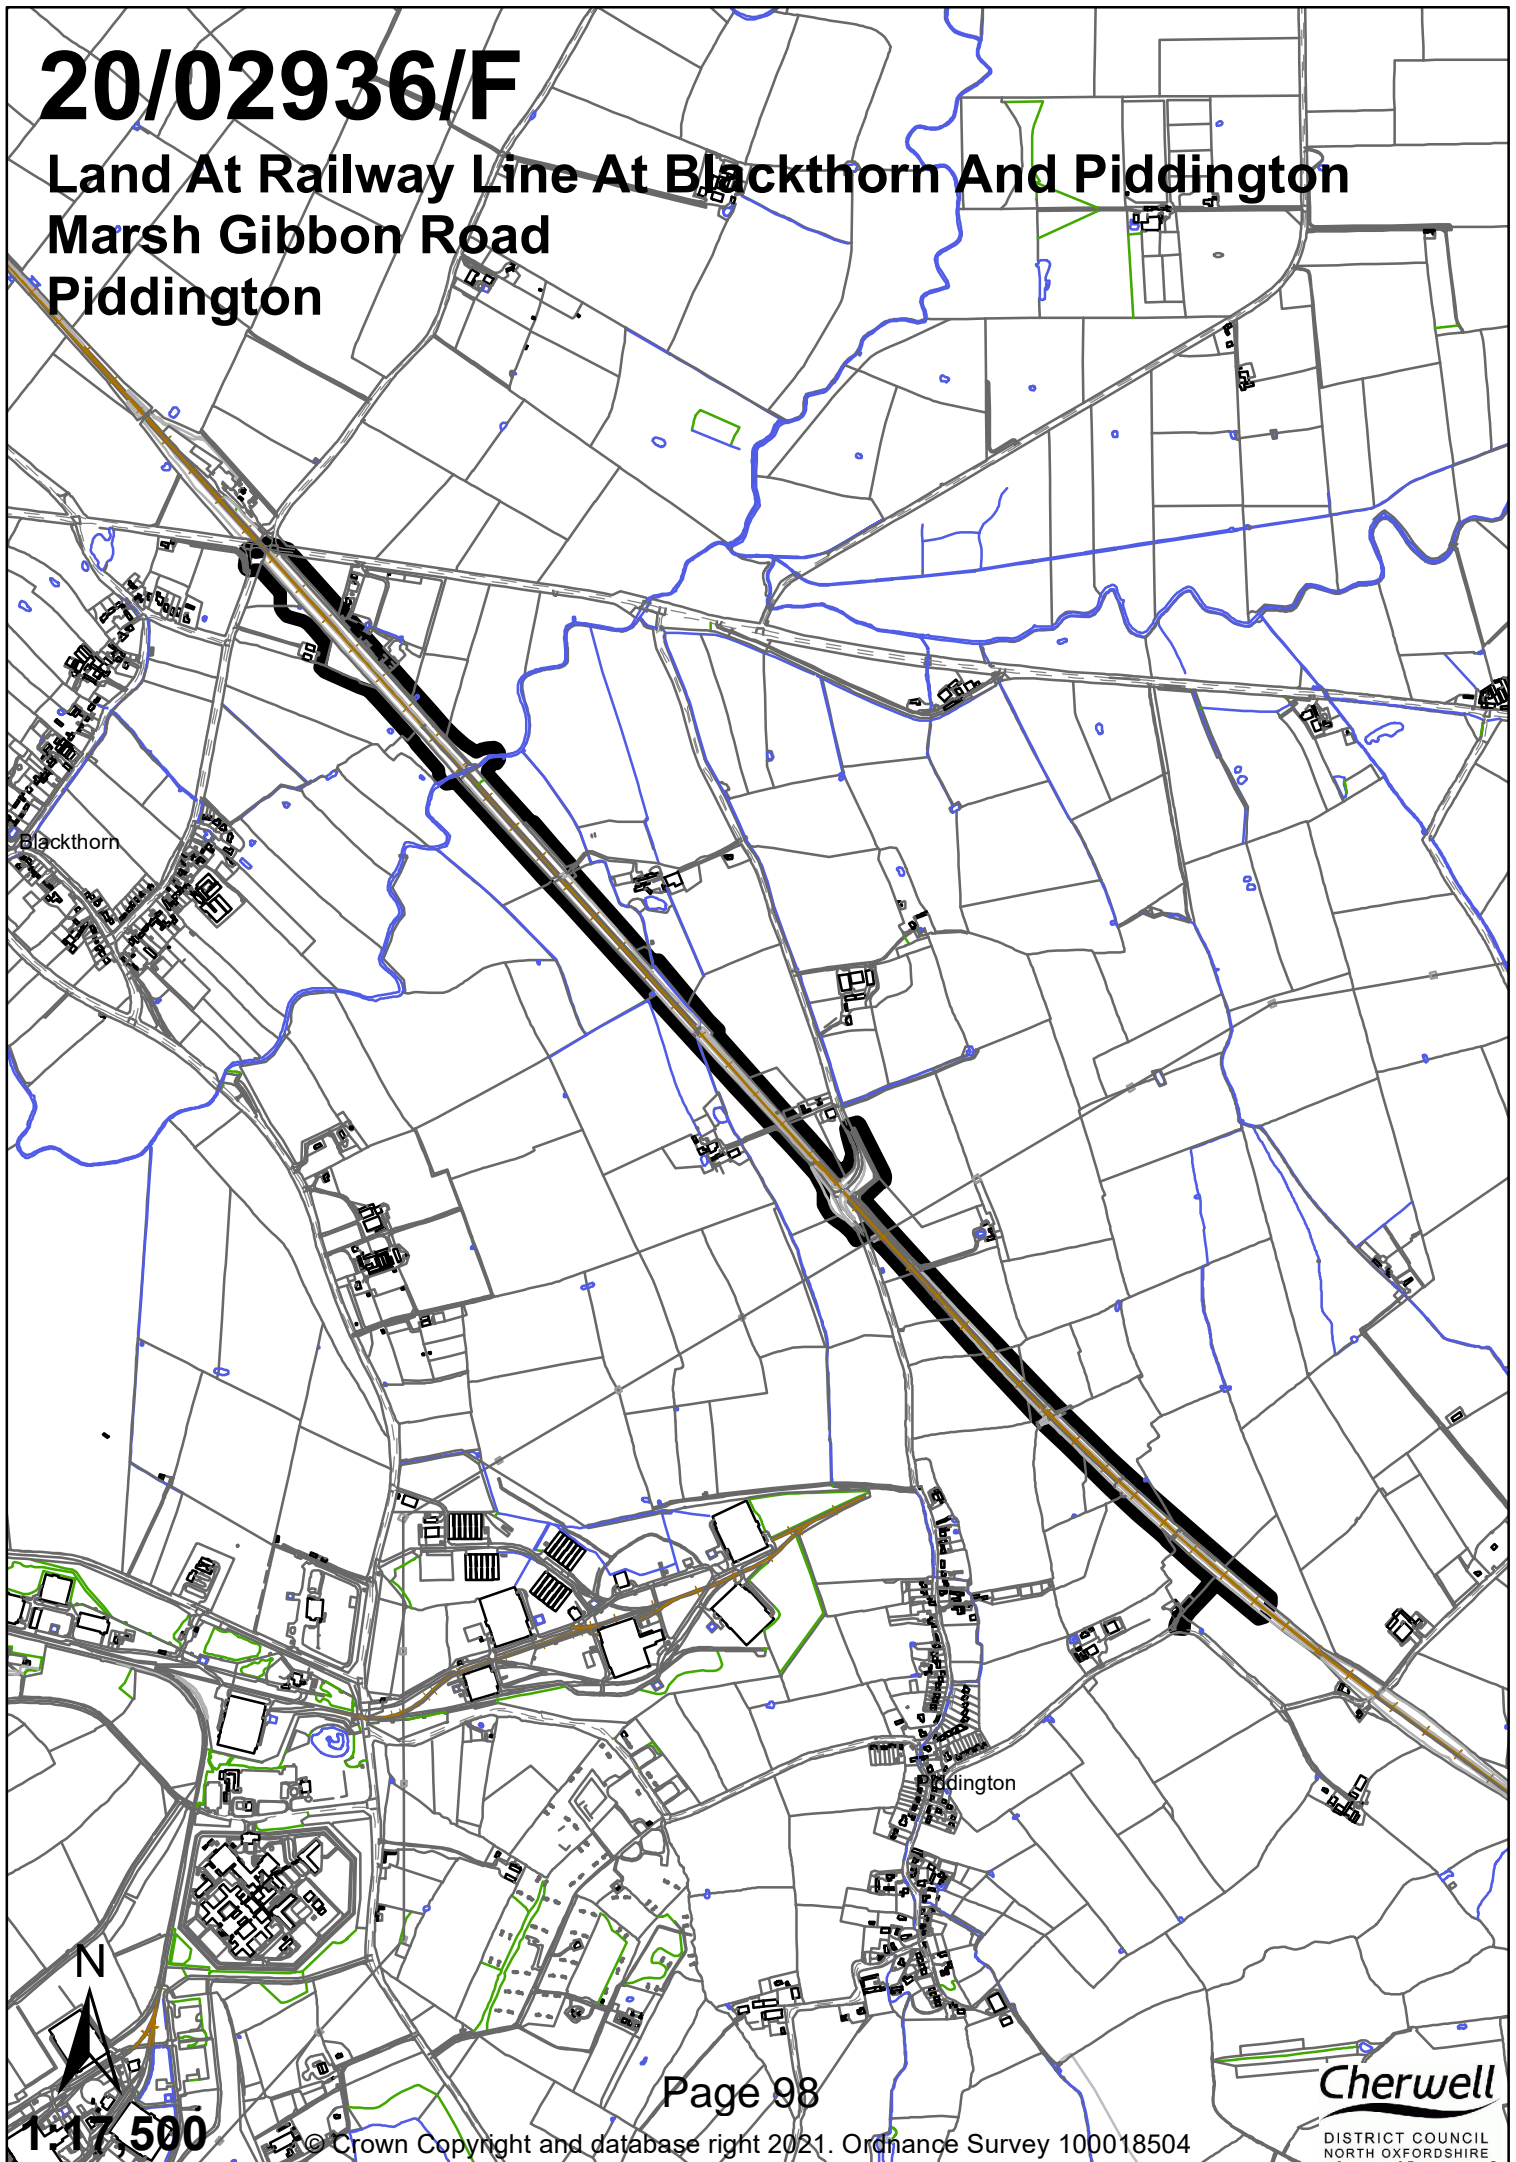 20/02936/F
Land At Railway Line At Blackthorn And Piddington
Marsh Gibbon Road
Piddington
Blackthorn
Piddington
N
1:17,500
Page 98
© Crown Copyright and database right 2021. Ordnance Survey 100018504
Cherwell
DISTRICT COUNCIL
NORTH OXFORDSHIRE